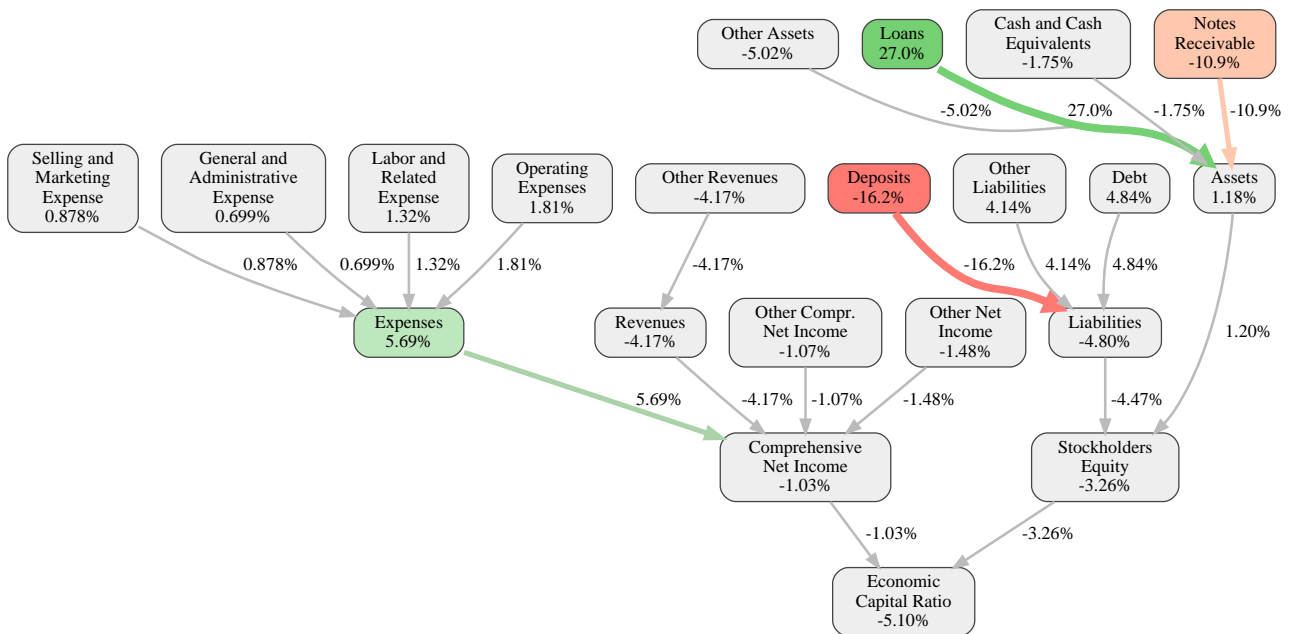 Other Assets
-5.02%
Loans
27.0%
Cash and Cash
Equivalents
-1.75%
Notes
Receivable
-10.9%
-5.02%
27.0%
-1.75%
-10.9%
Selling and
Marketing
Expense
0.878%
General and
Administrative
Expense
0.699%
Labor and
Related
Expense
1.32%
Operating
Expenses
1.81%
Other Revenues
-4.17%
Deposits
-16.2%
Other
Liabilities
4.14%
Debt
4.84%
Assets
1.18%
0.878%
0.699%
1.32%
1.81%
-4.17%
-16.2%
4.14%
4.84%
Expenses
5.69%
Revenues
-4.17%
Other Compr.
Net Income
-1.07%
Other Net
Income
-1.48%
Liabilities
-4.80%
1.20%
5.69%
-4.17%
-1.07%
-1.48%
-4.47%
Comprehensive
Net Income
-1.03%
Stockholders
Equity
-3.26%
-1.03%
-3.26%
Economic
Capital Ratio
-5.10%